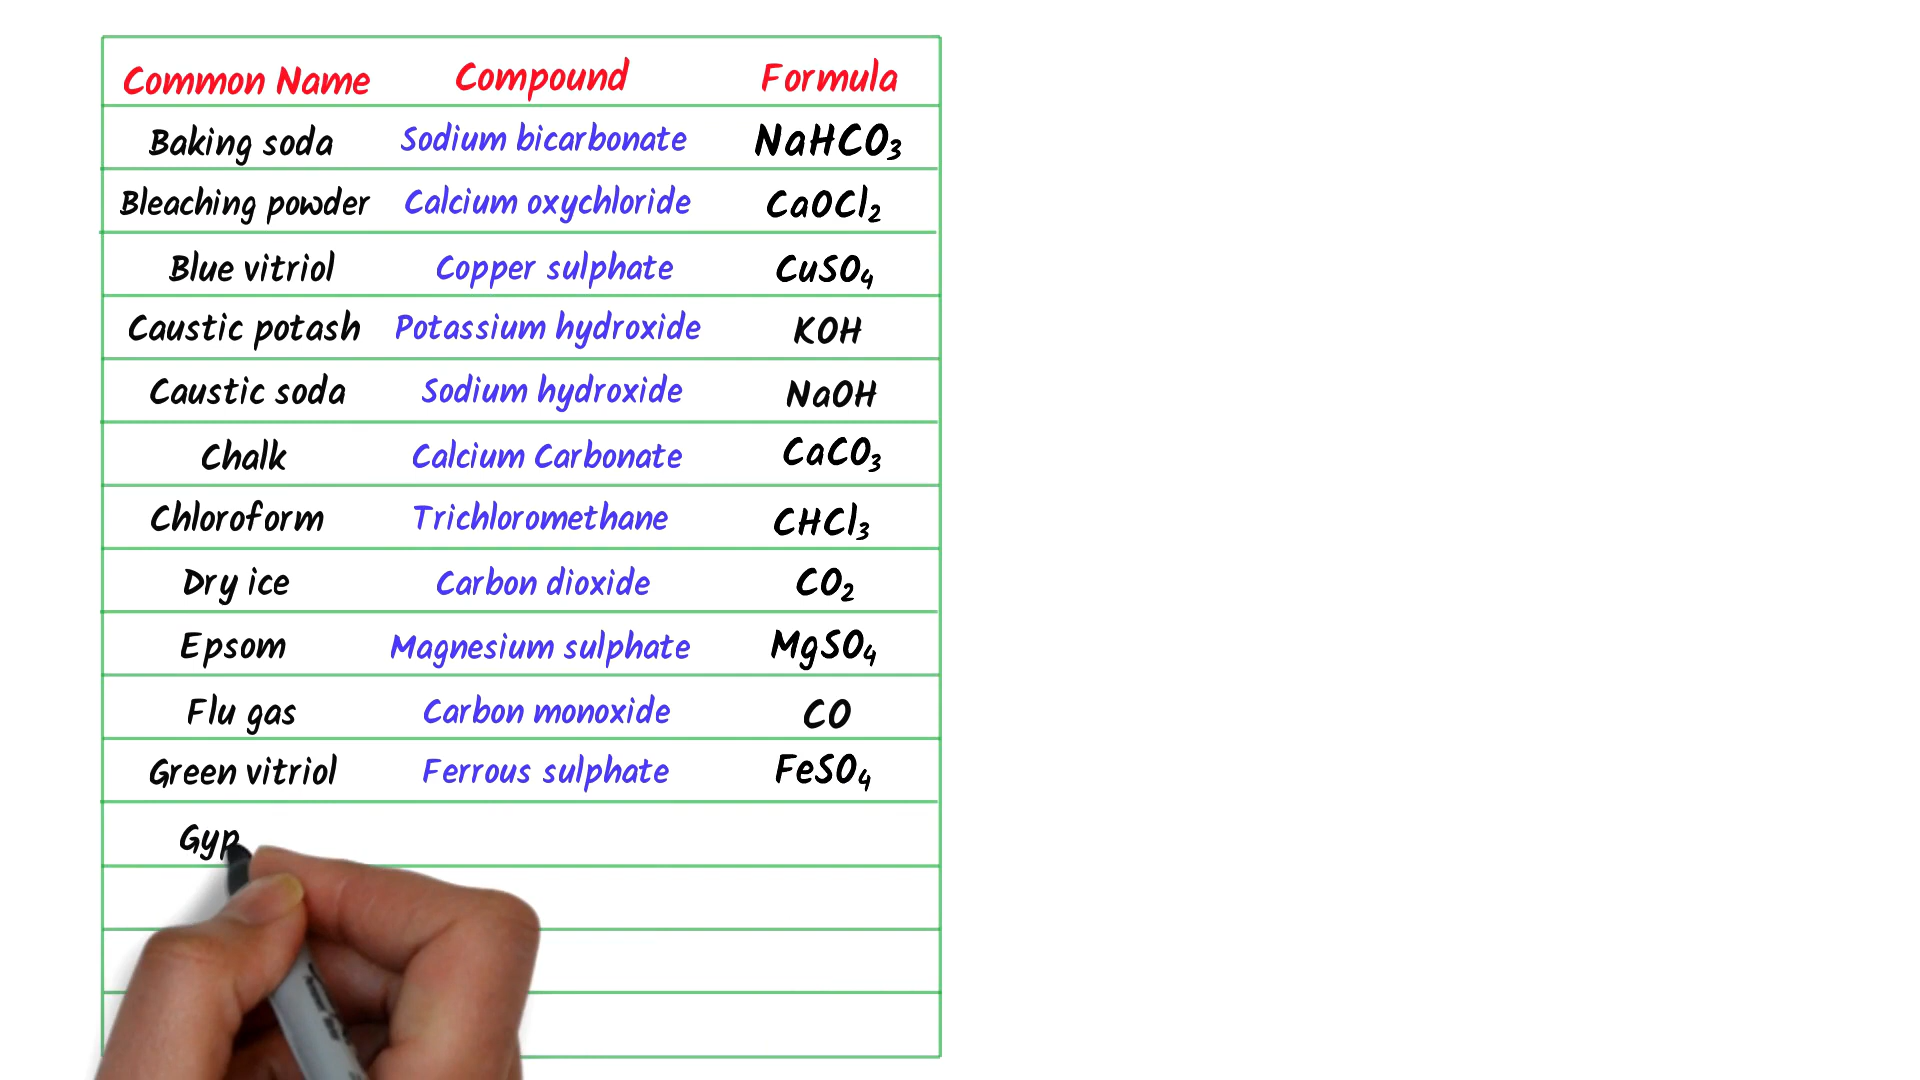 Common Name Compound Formula
Baking soda Sodium bicarbonate NaHCO₃
Bleaching powder Calcium oxychloride CaOCl₂
Blue vitriol Copper sulphate CuSO₄
Caustic potash Potassium hydroxide KOH
Caustic soda Sodium hydroxide NaOH
Chalk Calcium Carbonate CaCO₃
Chloroform Trichloromethane CHCl₃
Dry ice Carbon dioxide CO₂
Epsom Magnesium sulphate MgSO₄
Flu gas Carbon monoxide CO
Green vitriol Ferrous sulphate FeSO₄
Gyp